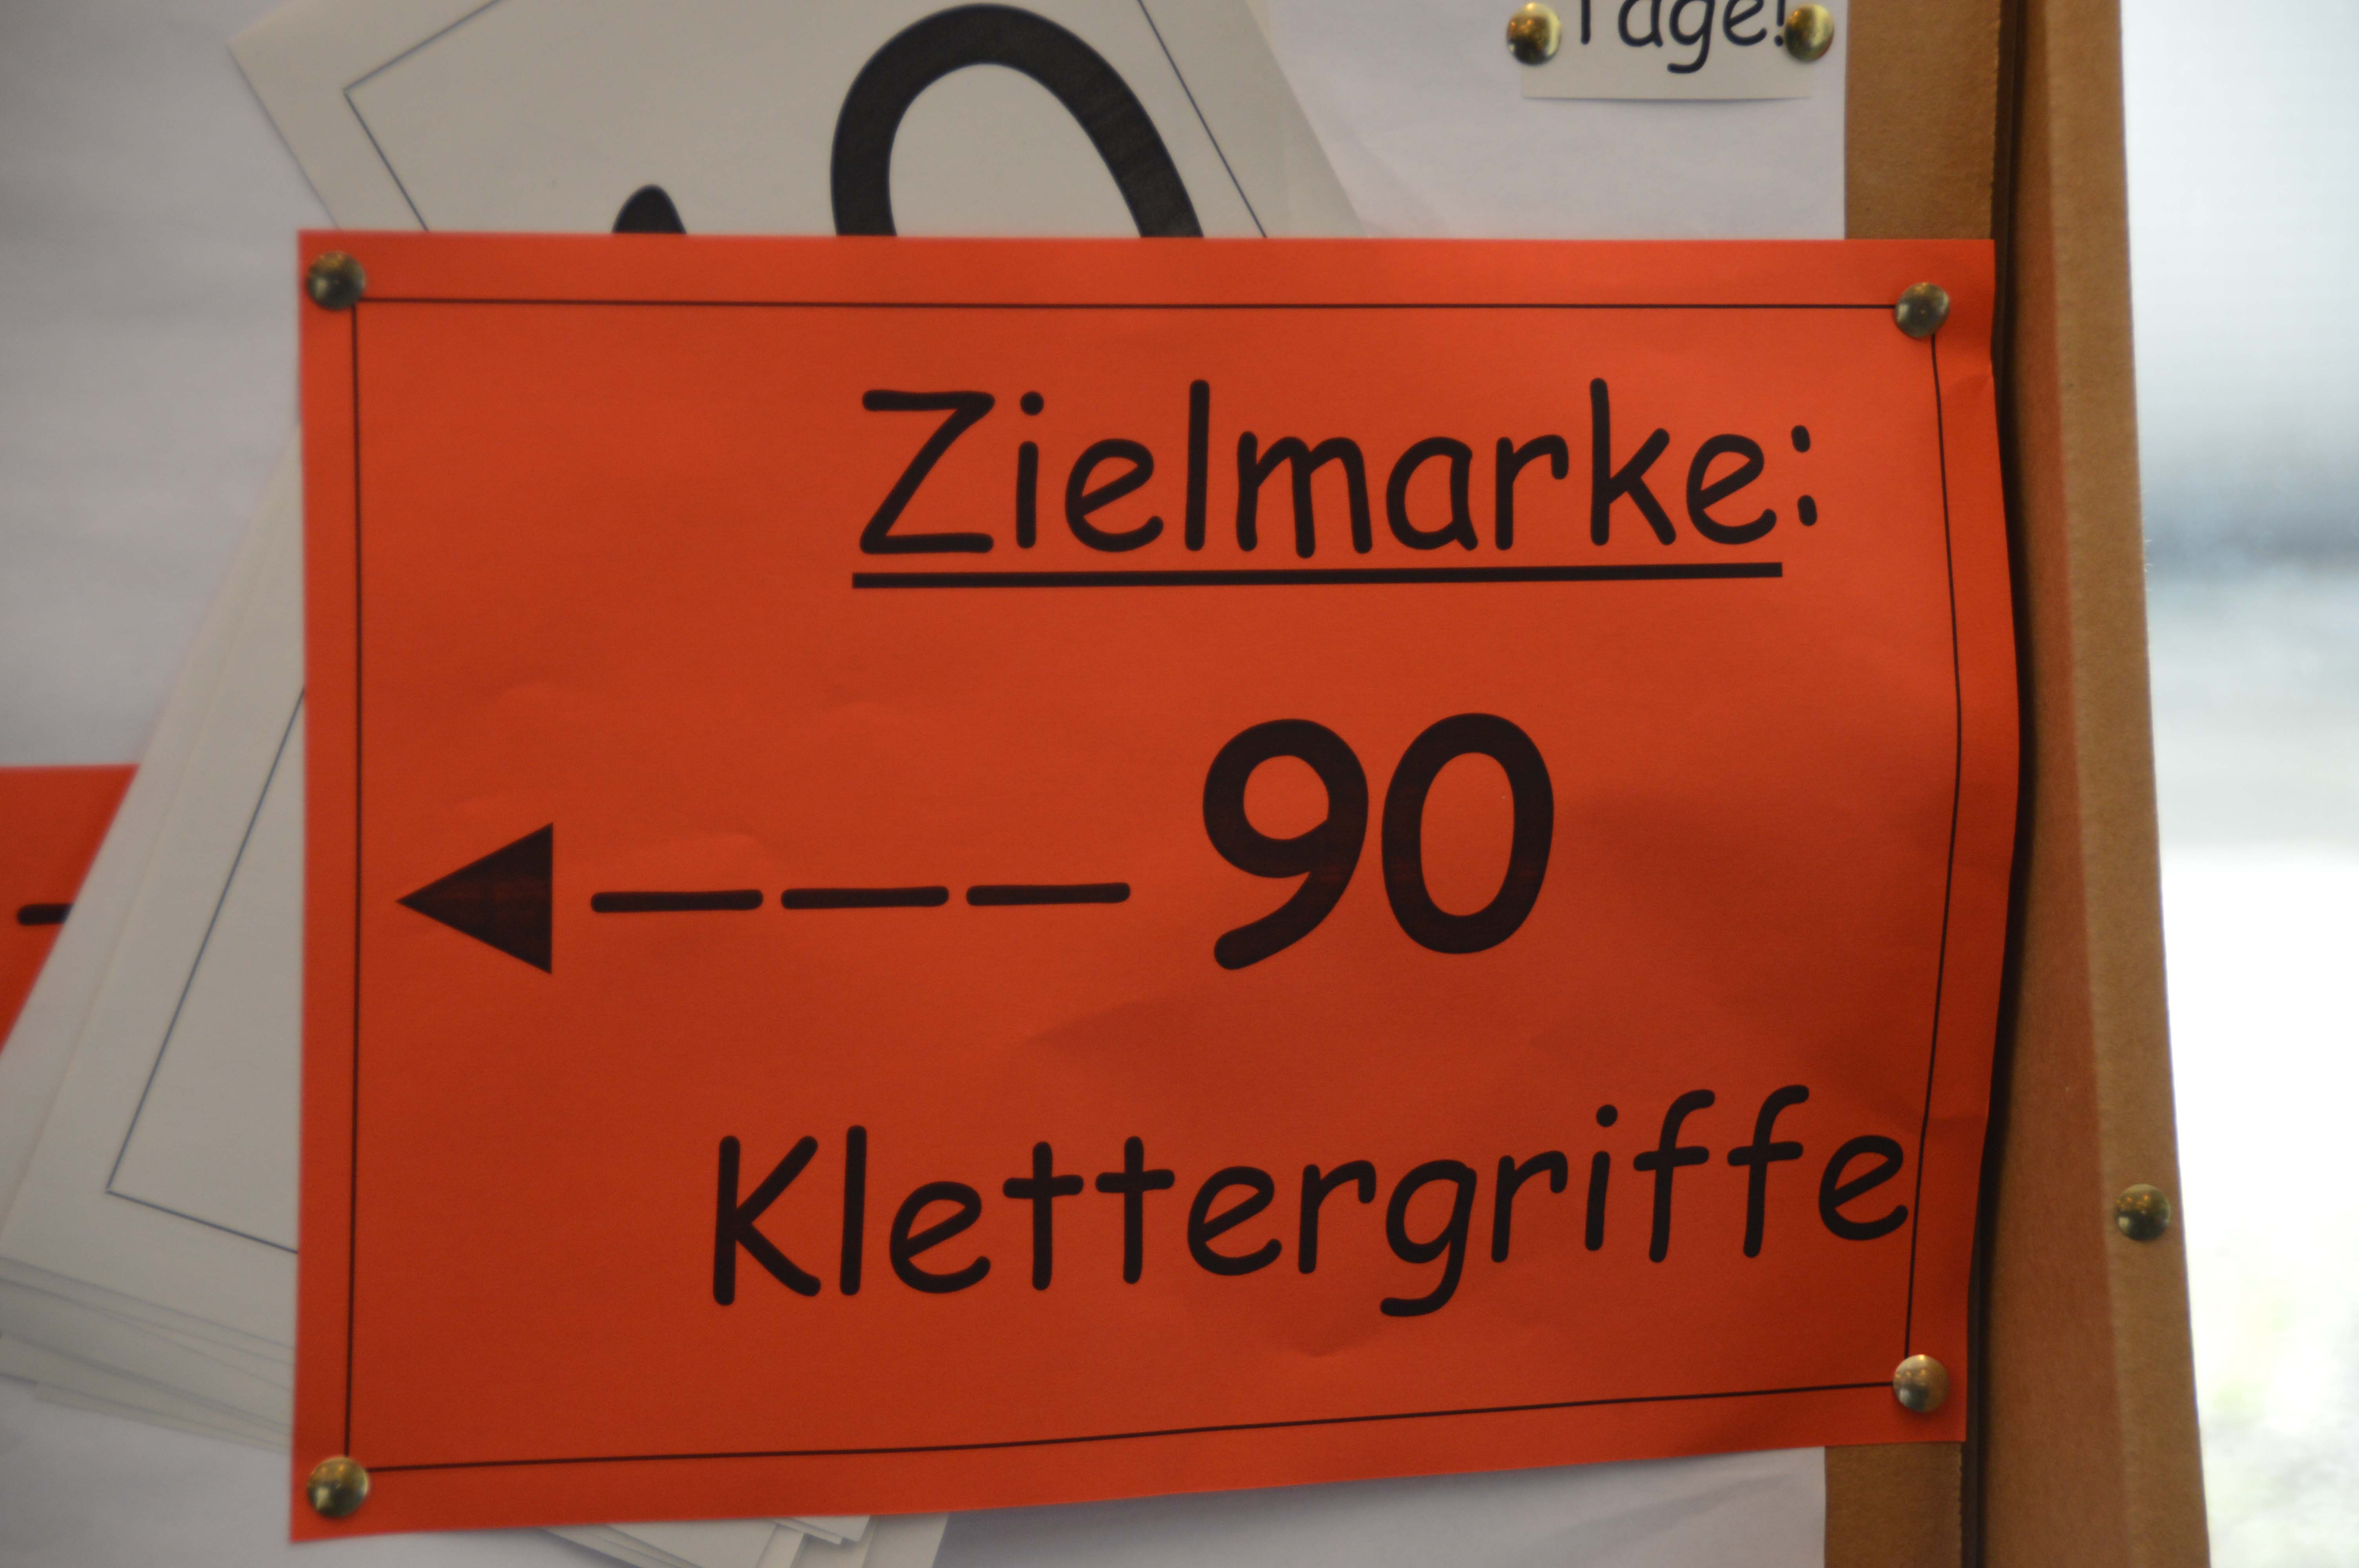 Tage!
Zielmarke:
90
Klettergriffe